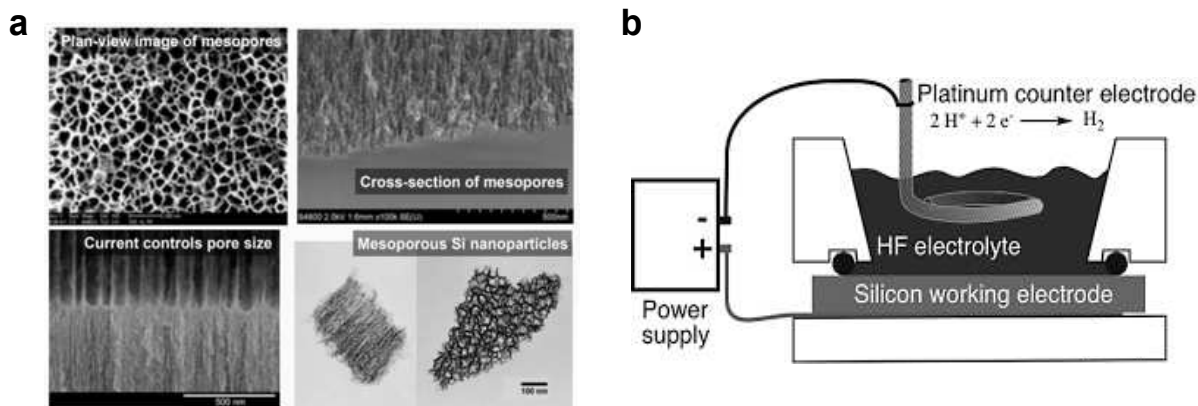 a
b
Plan-view image of mesopores
Cross-section of mesopores
500nm
Current controls pore size
500 nm
Mesoporous Si nanoparticles
100 nm
Platinum counter electrode
2 H⁺ + 2 e⁻ ⟶ H₂
-
+
HF electrolyte
Silicon working electrode
Power
supply